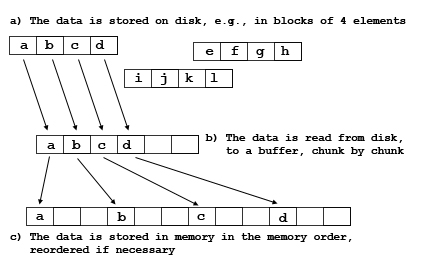 a) The data is stored on disk, e.g., in blocks of 4 elements
a b c d
e f g h
i j k l
a b c d
b) The data is read from disk,
to a buffer, chunk by chunk
a b c d
c) The data is stored in memory in the memory order,
reordered if necessary